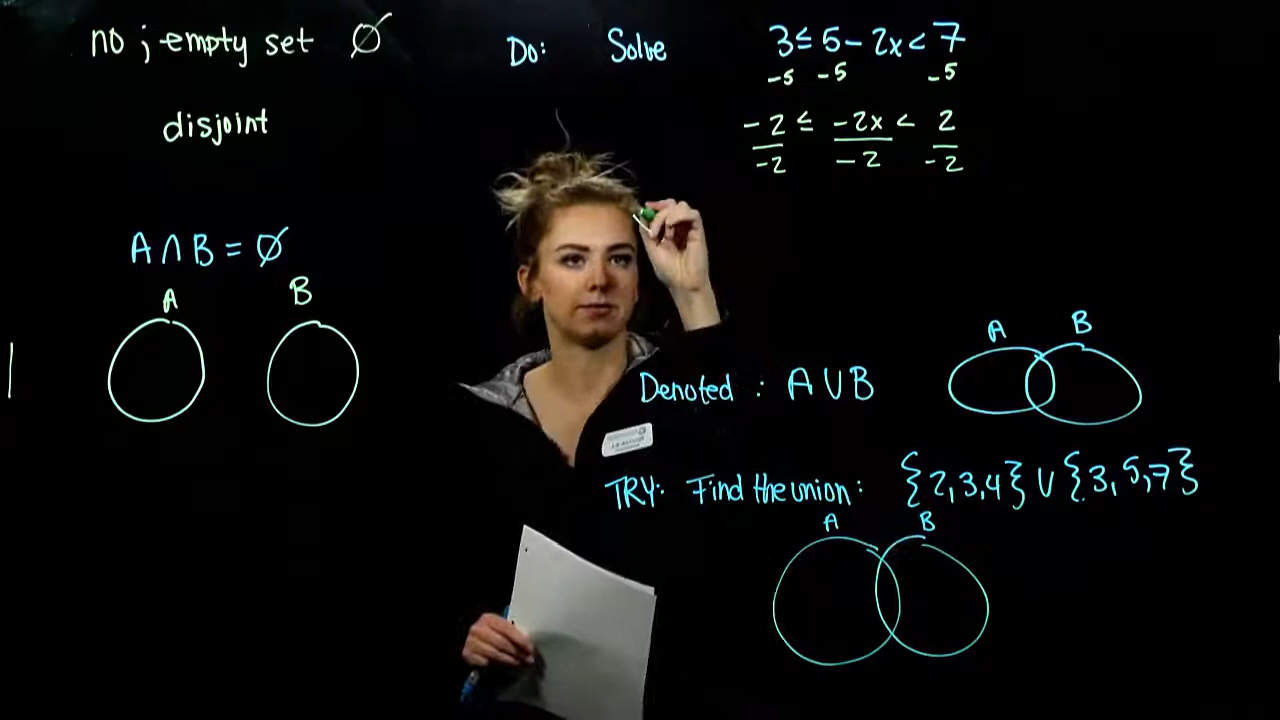 no ; empty set ∅
disjoint
A ∩ B = ∅
A B
Do: Solve 3 ≤ 5 - 2x < 7
-5 -5 -5
-2 ≤ -2x < 2
-2 -2 -2
A B
Denoted : A ∪ B
TRY: Find the union: {2,3,4} ∪ {3,5,7}
A B